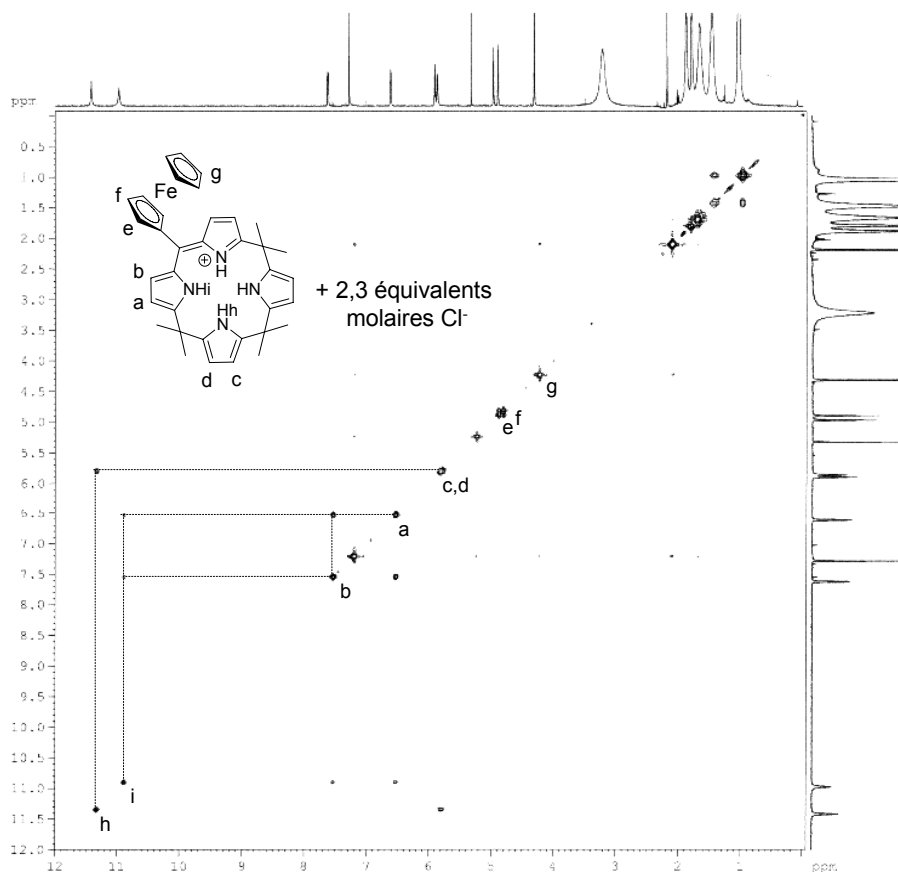 ppm
0.5
1.0
1.5
2.0
2.5
3.0
3.5
4.0
4.5
5.0
5.5
6.0
6.5
7.0
7.5
8.0
8.5
9.0
9.5
10.0
10.5
11.0
11.5
12.0
g
Fe
f
e
N
H
+
b
NHi
HN
a
Hh
N
d
c
+ 2,3 équivalents
molaires Cl-
g
e f
c,d
a
b
i
h
12 11 10 9 8 7 6 5 4 3 2 1 ppm